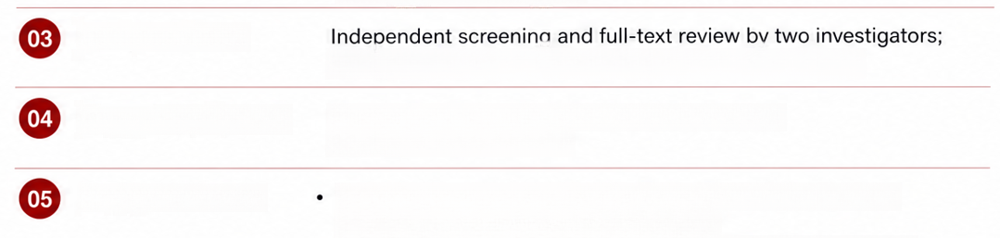 03
Independent screening and full-text review by two investigators;
04
05
•